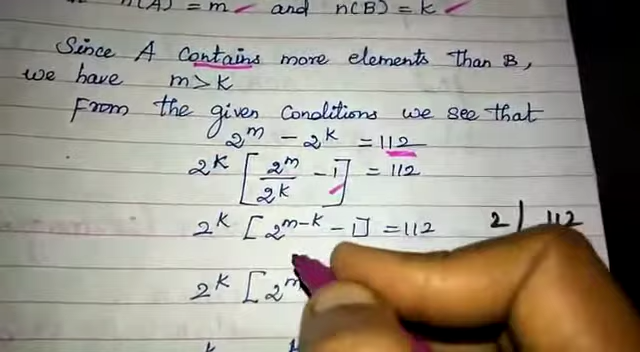 n(A) = m and n(B) = k
Since A contains more elements than B,
we have m > k
From the given conditions we see that
2^m - 2^k = 112
2^k [ 2^m / 2^k - 1 ] = 112
2^k [ 2^(m-k) - 1 ] = 112 2 | 112
2^k [ 2^m